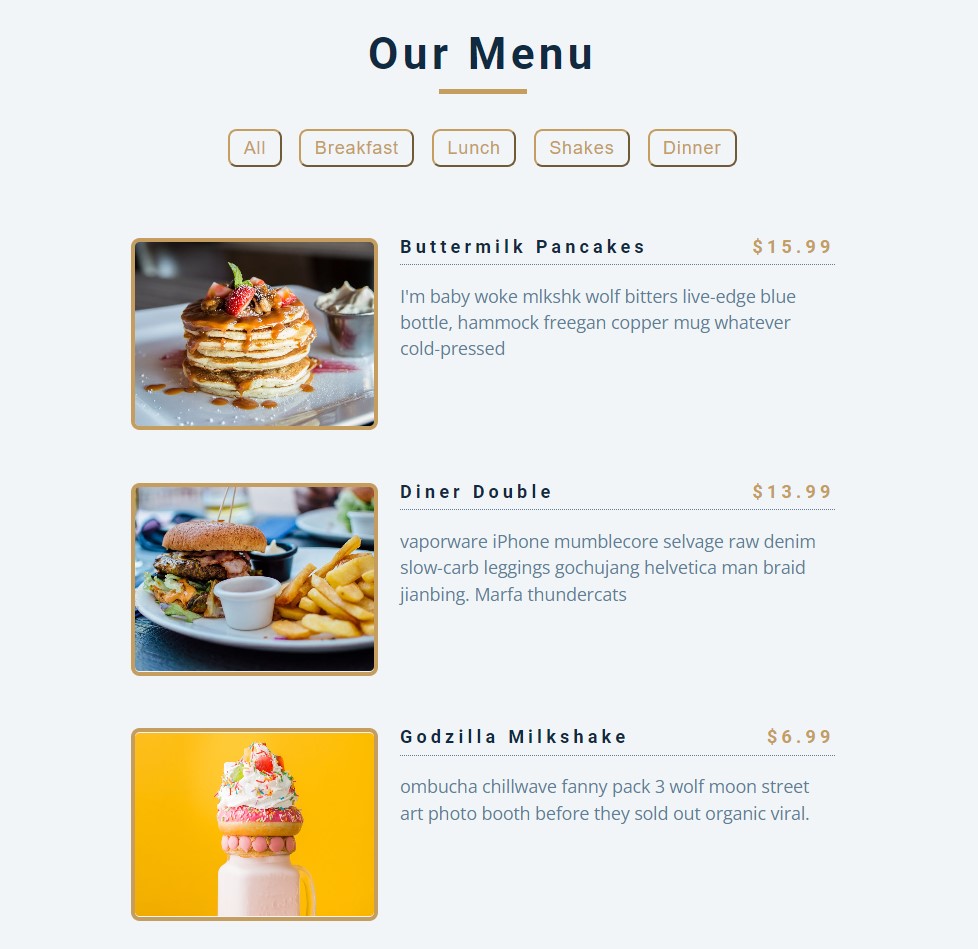 Our Menu
All Breakfast Lunch Shakes Dinner
Buttermilk Pancakes $15.99
I'm baby woke mlkshk wolf bitters live-edge blue
bottle, hammock freegan copper mug whatever
cold-pressed
Diner Double $13.99
vaporware iPhone mumblecore selvage raw denim
slow-carb leggings gochujang helvetica man braid
jianbing. Marfa thundercats
Godzilla Milkshake $6.99
ombucha chillwave fanny pack 3 wolf moon street
art photo booth before they sold out organic viral.